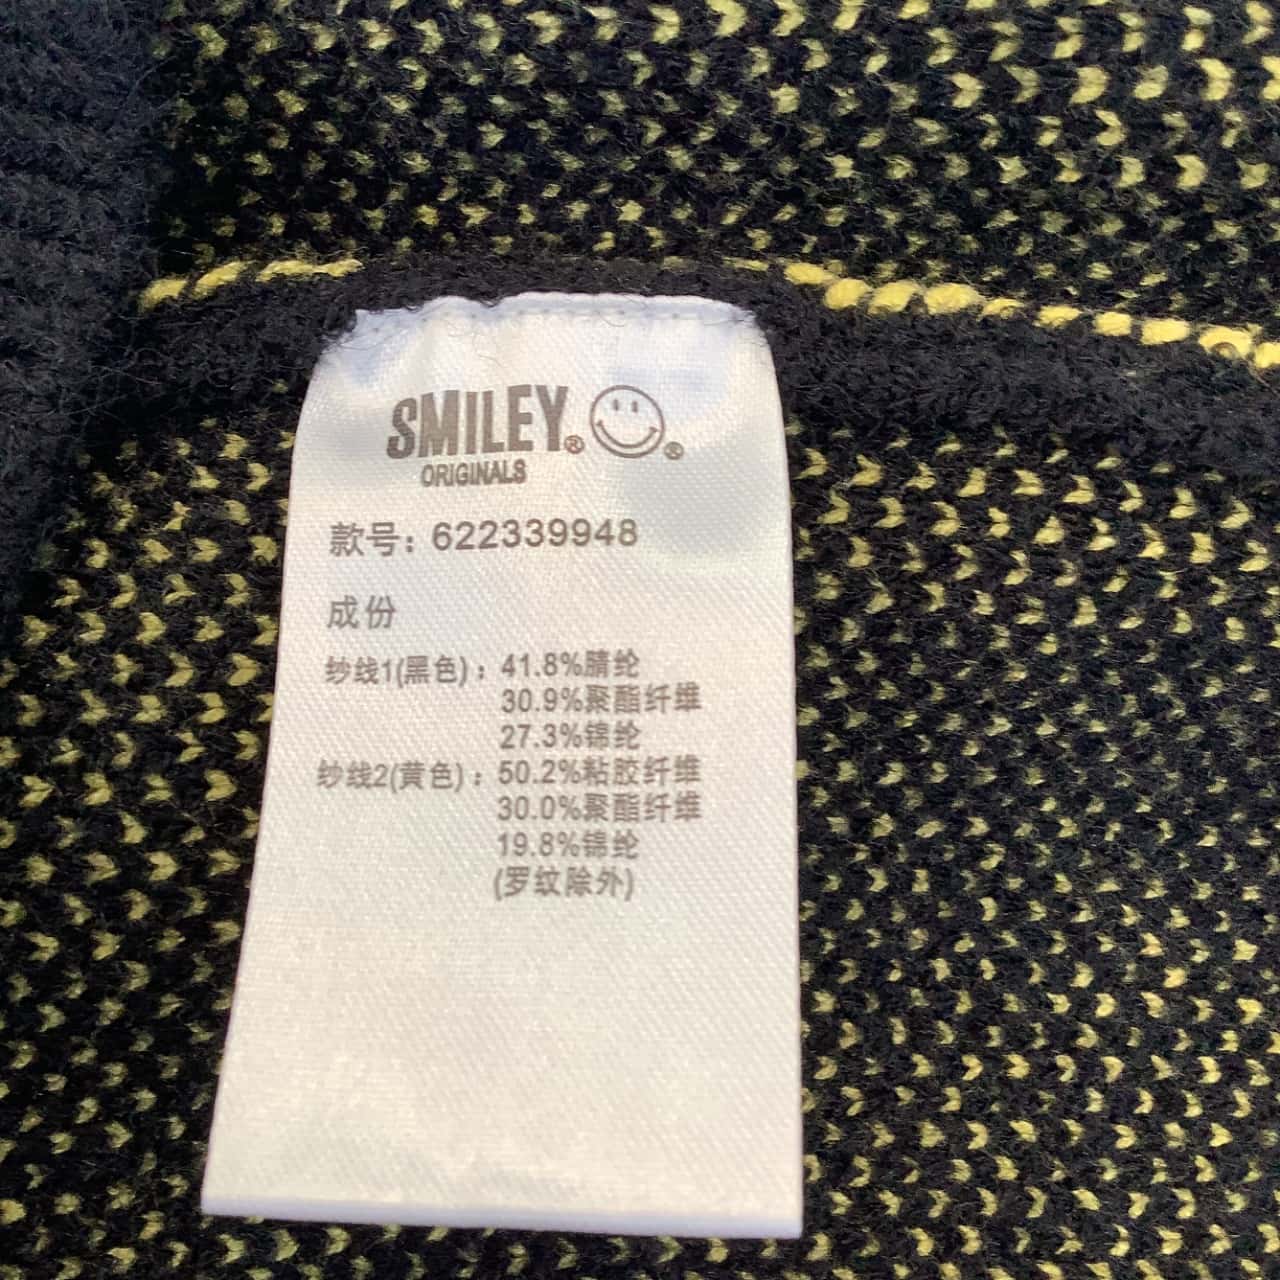 SMILEY® ®
ORIGINALS
款号: 622339948
成份
纱线1(黑色): 41.8%腈纶
30.9%聚酯纤维
27.3%锦纶
纱线2(黄色): 50.2%粘胶纤维
30.0%聚酯纤维
19.8%锦纶
(罗纹除外)